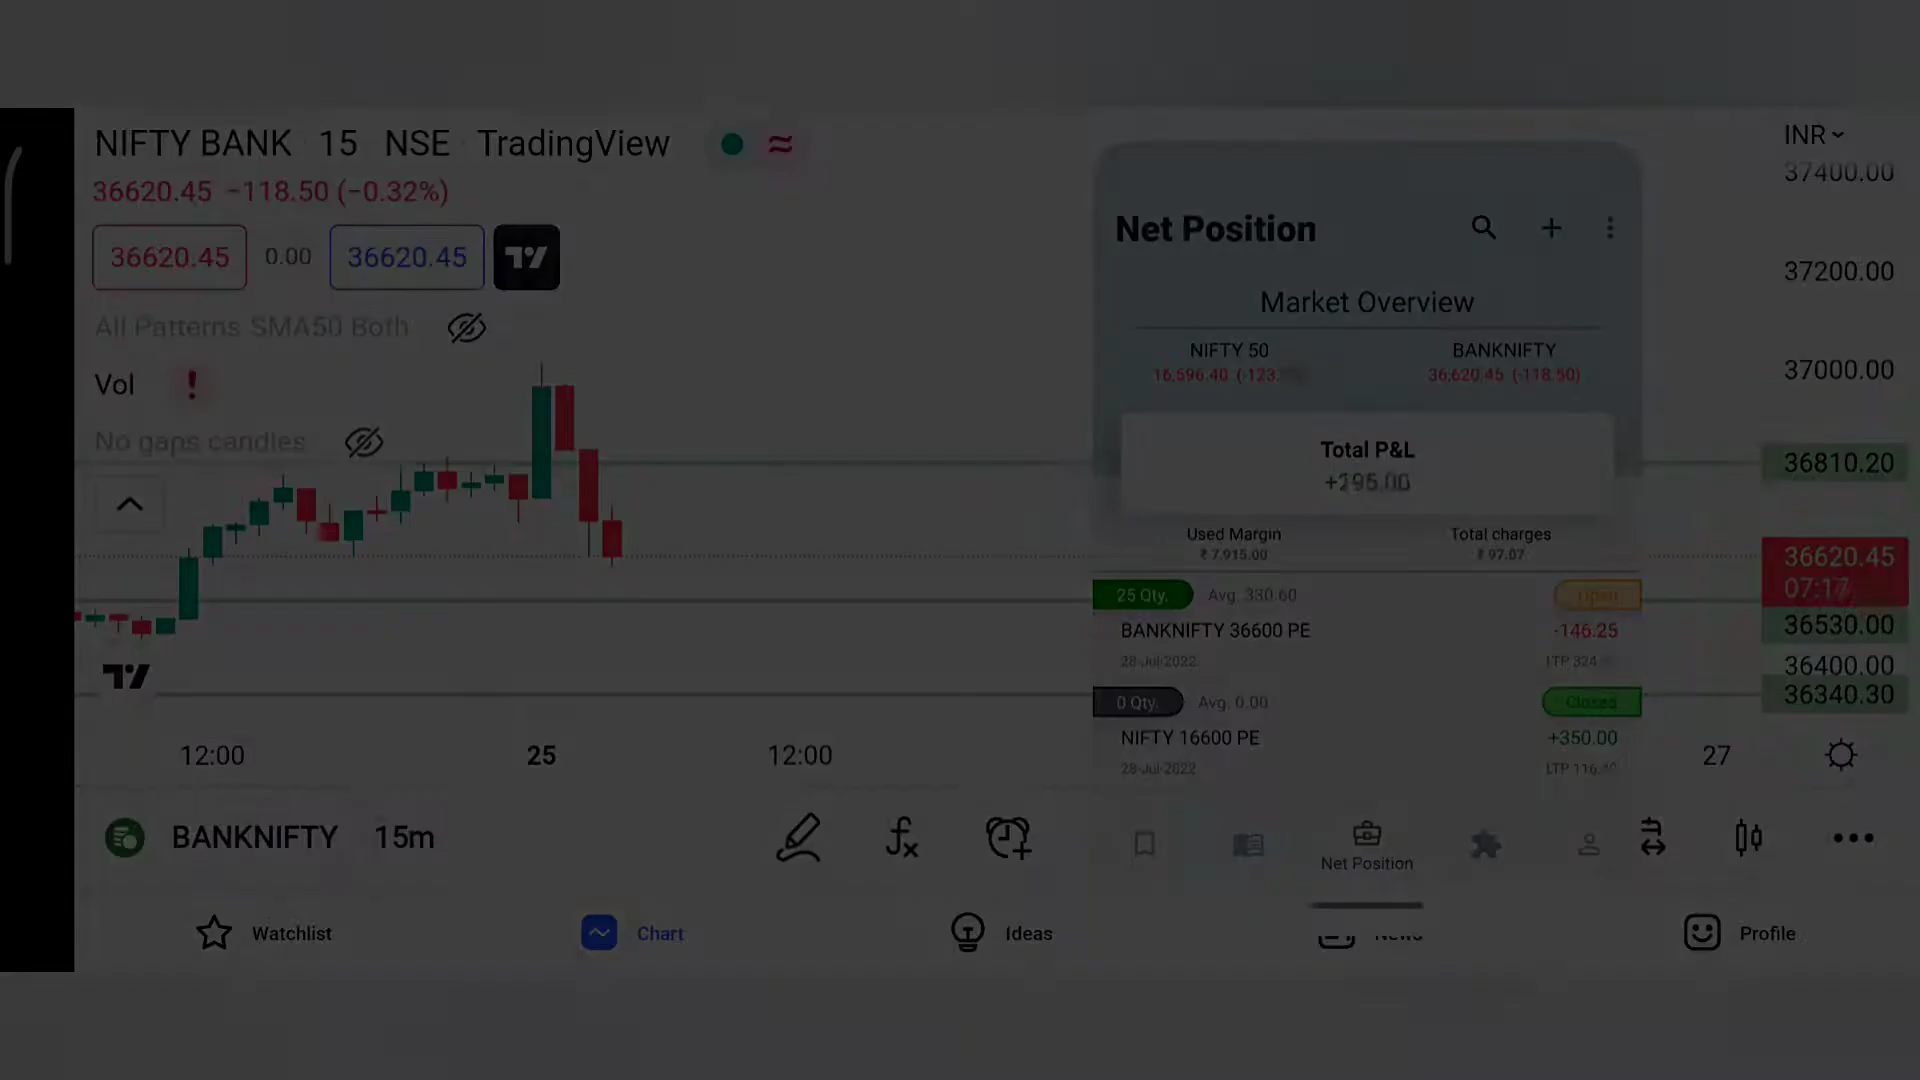 NIFTY BANK 15 NSE TradingView
36620.45 −118.50 (−0.32%)
36620.45 0.00 36620.45
All Patterns SMA50 Both
Vol
No gaps candles
12:00 25 12:00 27
BANKNIFTY 15m
Watchlist Chart Ideas Profile
Net Position
Market Overview
NIFTY 50 BANKNIFTY
16,596.40 36,620.45 (-118.50)
Total P&L
Used Margin Total charges
₹ 7,915.00 ₹ 97.07
25 Qty. Avg. 330.60 Open
BANKNIFTY 36600 PE -146.25
28-Jul-2022 LTP
0 Qty. Avg. 0.00 Closed
NIFTY 16600 PE +350.00
28-Jul-2022 LTP
Net Position
INR
37400.00
37200.00
37000.00
36810.20
36620.45
07:17
36530.00
36400.00
36340.30